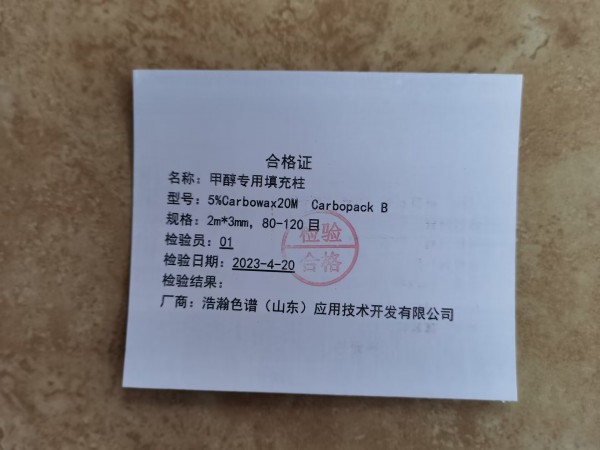 合格证
名称：甲醇专用填充柱
型号：5%Carbowax20M Carbopack B
规格：2m*3mm，80-120目
检验员：01
检验日期：2023-4-20
检验结果：
检验
合格
厂商：浩瀚色谱（山东）应用技术开发有限公司